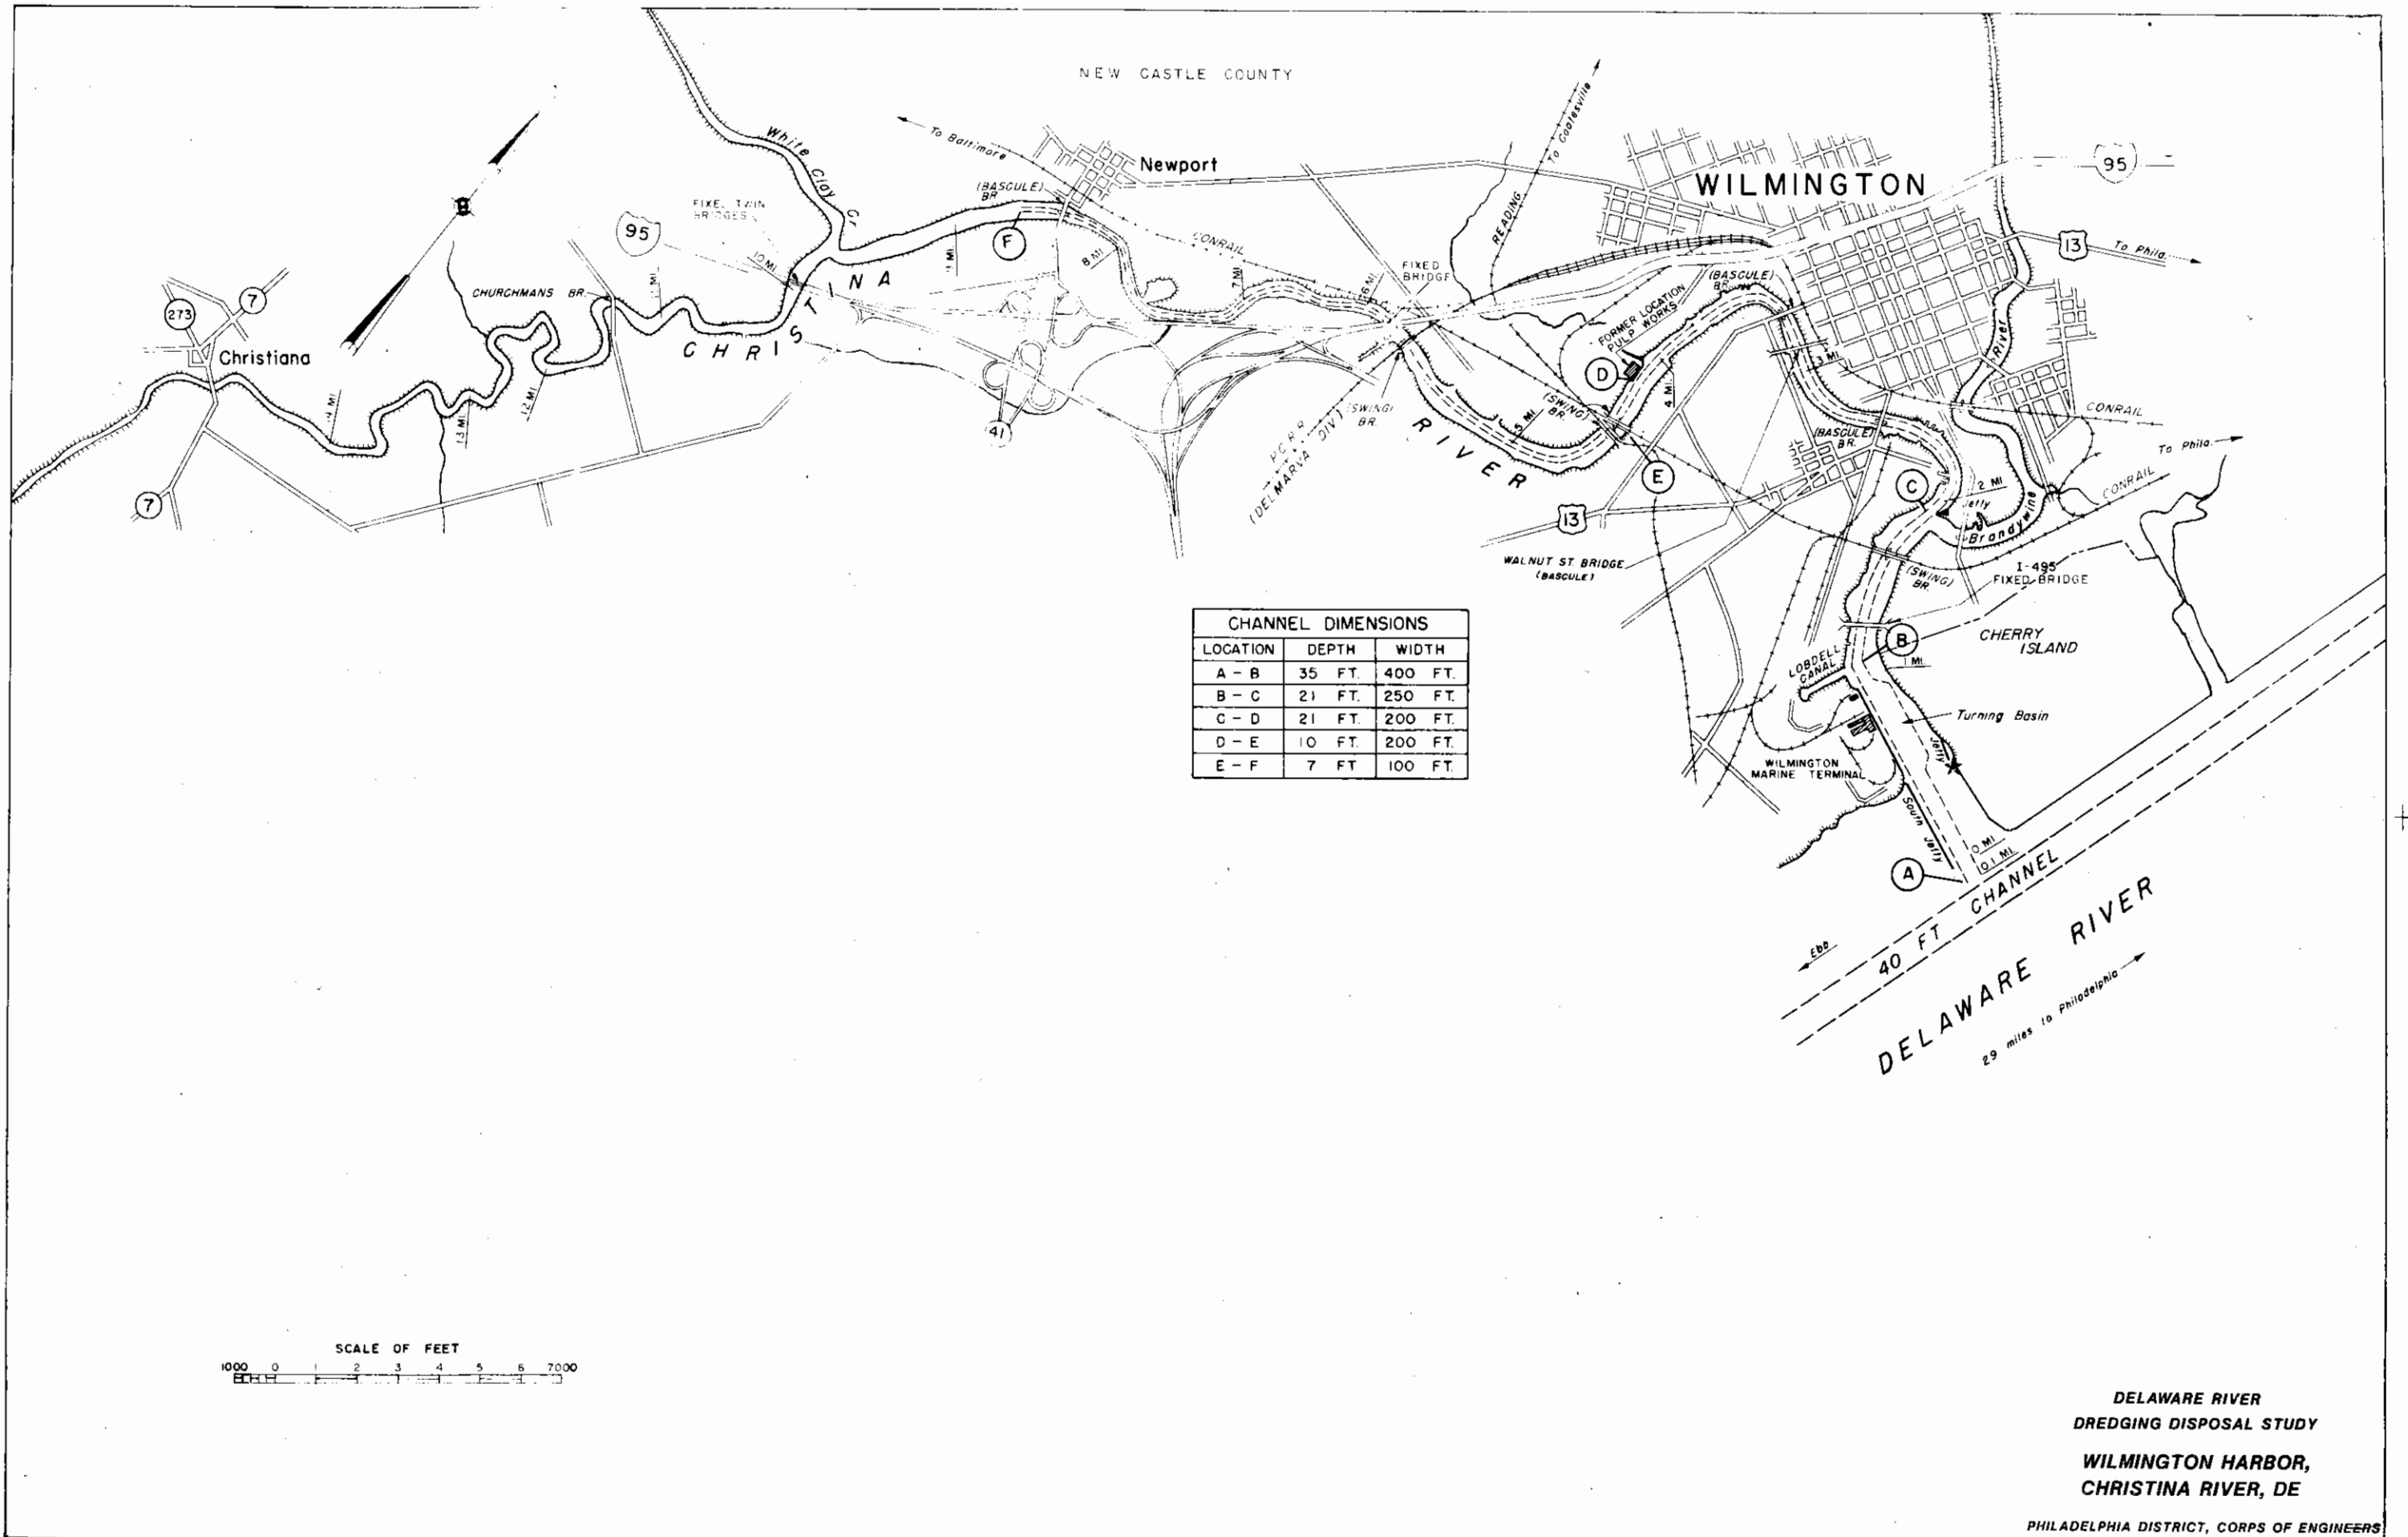 NEW CASTLE COUNTY
To Baltimore
White Clay Cr.
Newport
(BASCULE)
BR.
To Coatesville
READING
WILMINGTON
95
13
To Phila.
FIXED TWIN
BRIDGES
95
F
CONRAIL
FIXED
BRIDGE
(BASCULE)
BR.
FORMER LOCATION
PULP WORKS
D
CHURCHMANS BR.
CHRISTINA
RIVER
273
7
Christiana
7
41
14 MI
13 MI
12 MI
11 MI
10 MI
9 MI
8 MI
7 MI
6 MI
5 MI
4 MI
3 MI
2 MI
1 MI.
0 MI
0.1 MI.
P.C.R.R.
(DELMARVA DIV)
(SWING)
BR.
(SWING)
BR.
E
13
WALNUT ST. BRIDGE
(BASCULE)
(BASCULE)
BR.
C
Jetty
Brandywine
River
CONRAIL
To Phila.
CONRAIL
(SWING)
BR.
I-495
FIXED BRIDGE
B
CHERRY
ISLAND
LOBDELL
CANAL
Turning Basin
Jetty
WILMINGTON
MARINE TERMINAL
South Jetty
A
40 FT CHANNEL
Ebb
DELAWARE RIVER
29 miles to Philadelphia
CHANNEL DIMENSIONS
LOCATION DEPTH WIDTH
A - B 35 FT. 400 FT.
B - C 21 FT. 250 FT.
C - D 21 FT. 200 FT.
D - E 10 FT. 200 FT.
E - F 7 FT 100 FT.
SCALE OF FEET
1000 0 1 2 3 4 5 6 7000
DELAWARE RIVER
DREDGING DISPOSAL STUDY
WILMINGTON HARBOR,
CHRISTINA RIVER, DE
PHILADELPHIA DISTRICT, CORPS OF ENGINEERS